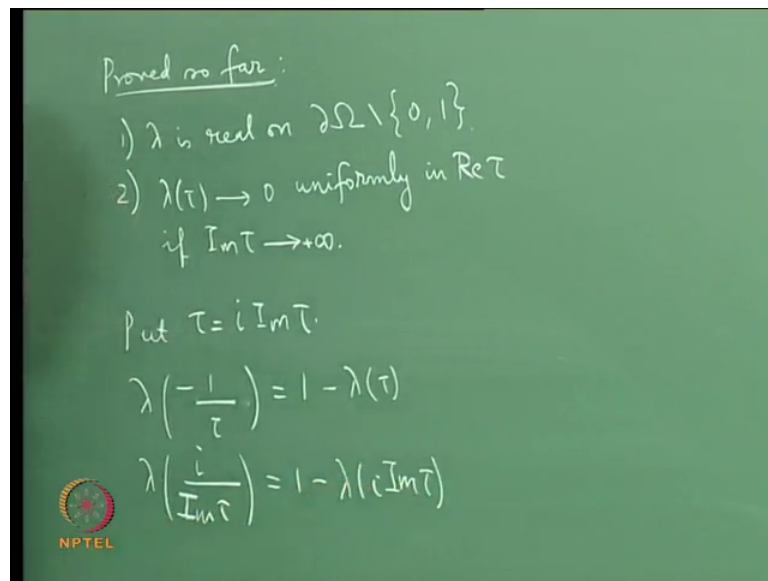 Proved so far:
1) λ is real on ∂Ω \ {0, 1}.
2) λ(τ) → 0 uniformly in Re τ
if Im τ → +∞.
Put τ = i Im τ.
λ(-1/τ) = 1 - λ(τ)
λ(i/Im τ) = 1 - λ(i Im τ)
NPTEL